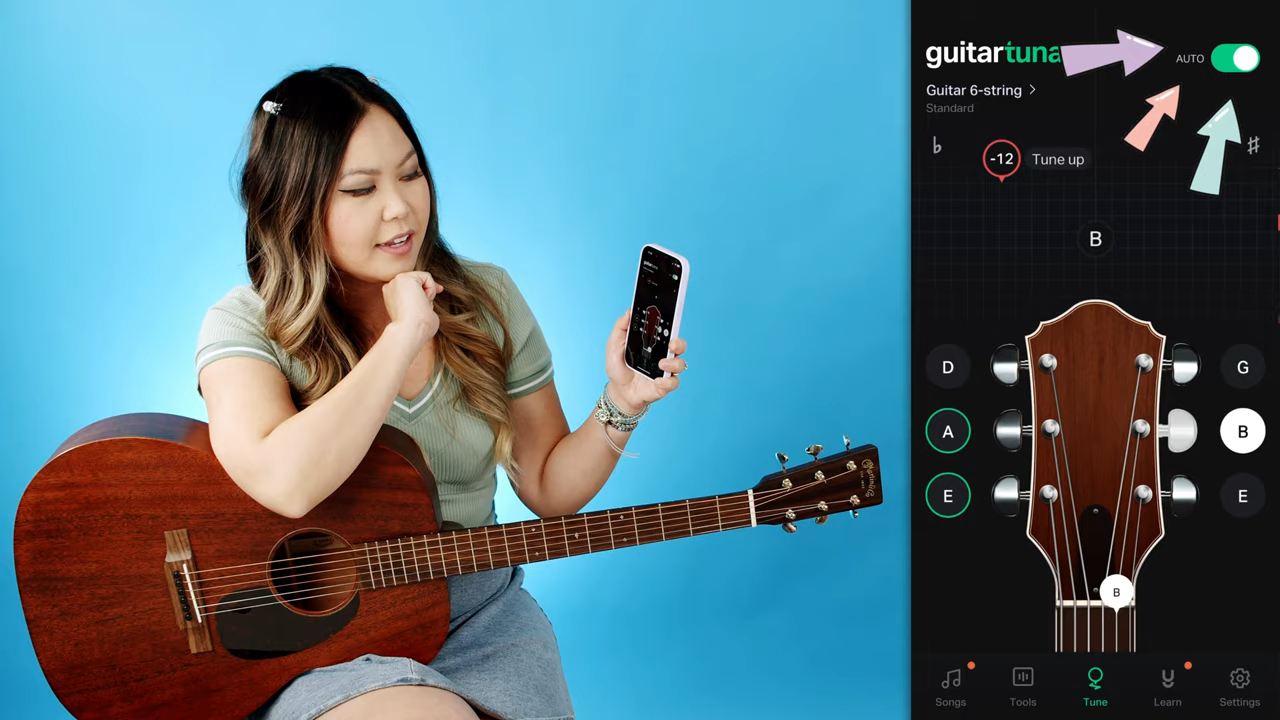 guitartuna
AUTO
Guitar 6-string >
Standard
♭
-12
Tune up
♯
B
D
G
A
B
E
E
B
Songs
Tools
Tune
Learn
Settings